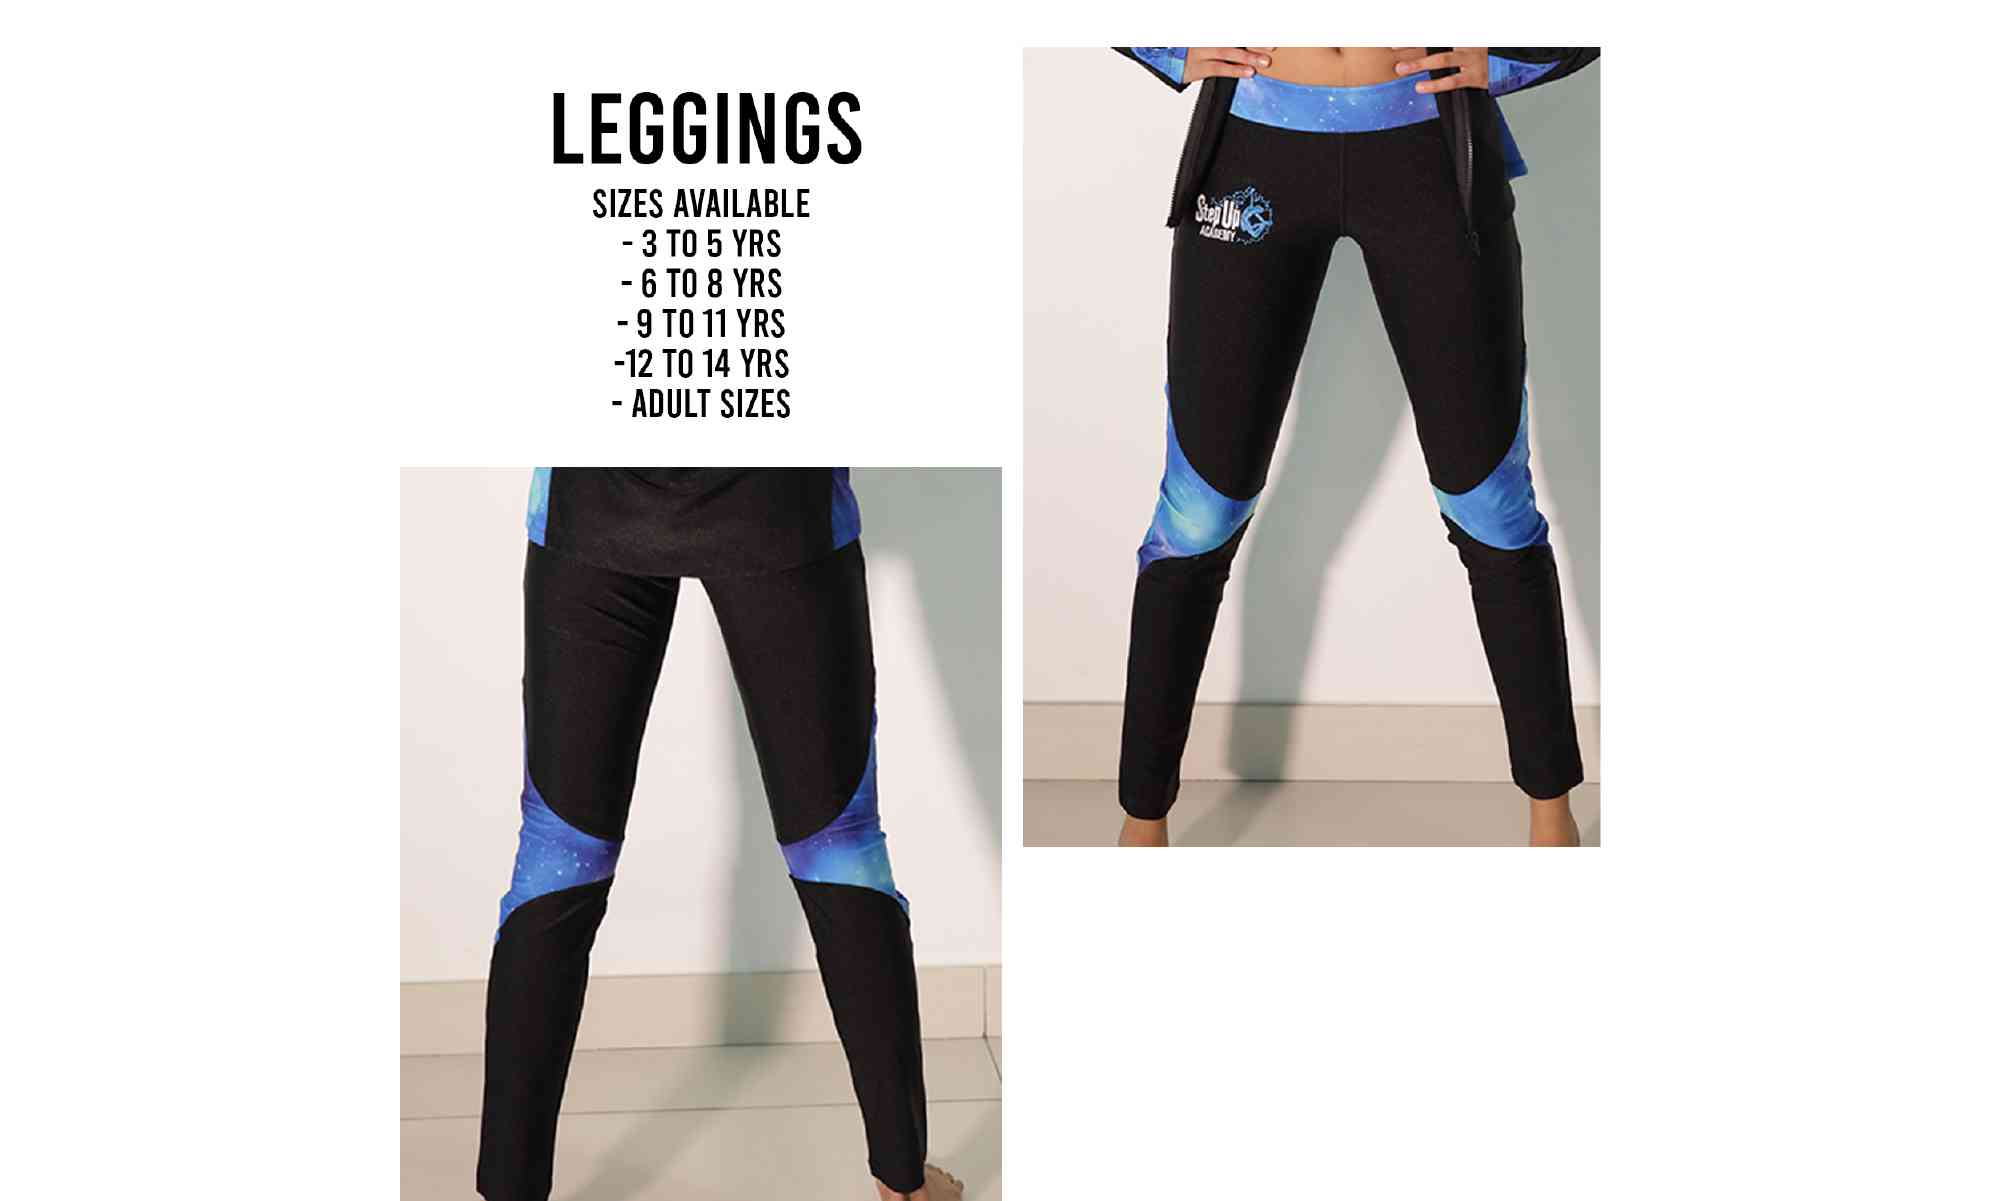 LEGGINGS
SIZES AVAILABLE
- 3 TO 5 YRS
- 6 TO 8 YRS
- 9 TO 11 YRS
-12 TO 14 YRS
- ADULT SIZES
Step Up
ACADEMY